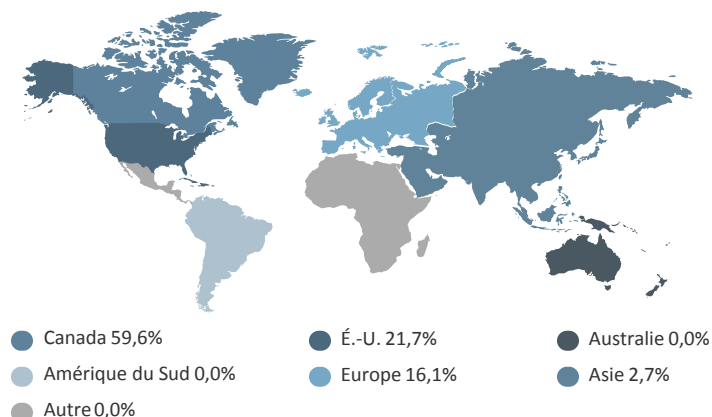 Canada 59,6%
É.-U. 21,7%
Australie 0,0%
Amérique du Sud 0,0%
Europe 16,1%
Asie 2,7%
Autre 0,0%